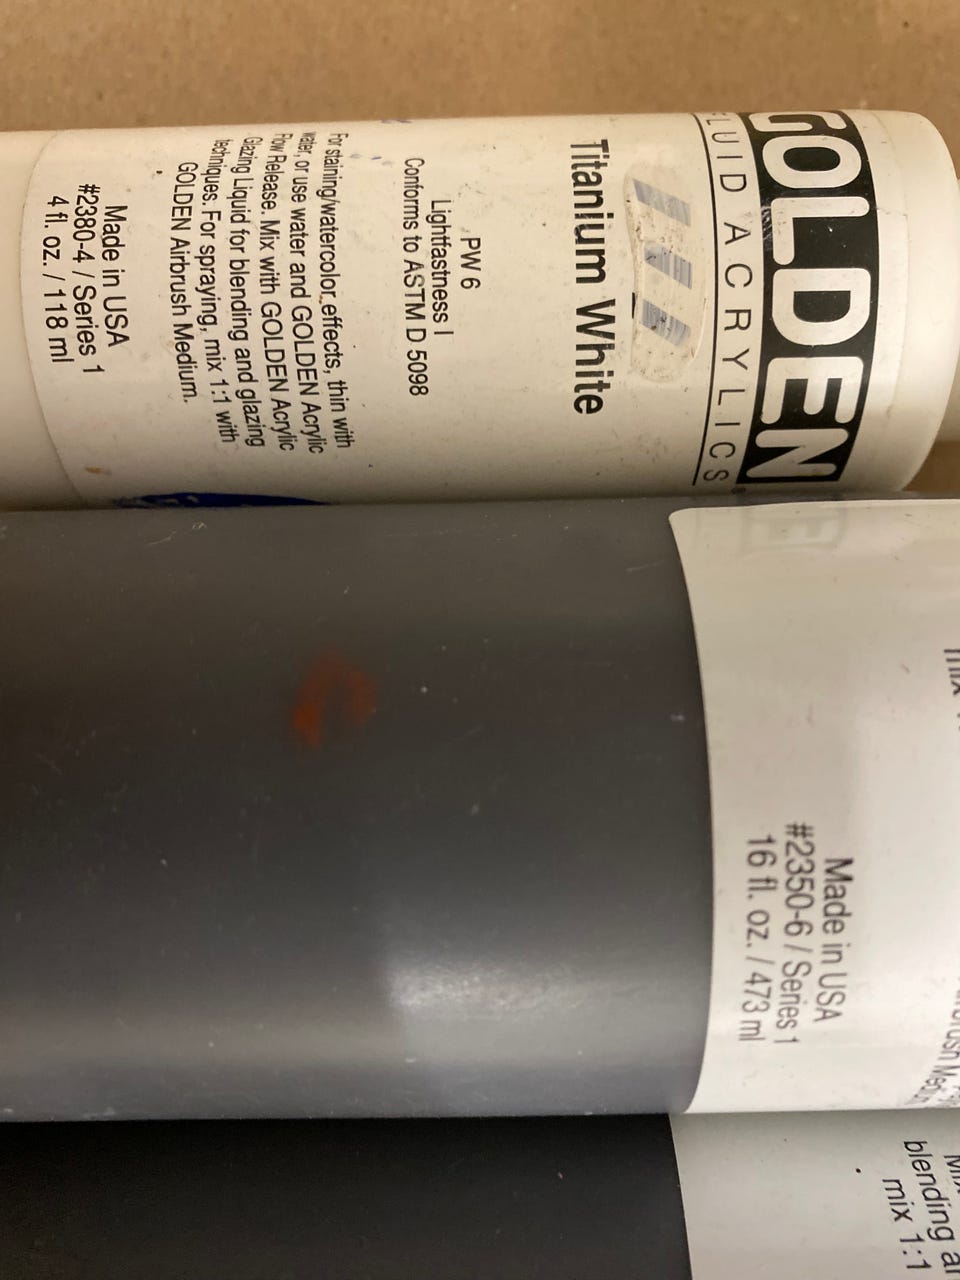 GOLDEN
FLUID ACRYLICS
Titanium White
PW 6
Lightfastness I
Conforms to ASTM D 5098
For staining/watercolor effects, thin with
water, or use water and GOLDEN Acrylic
Flow Release. Mix with GOLDEN Acrylic
Glazing Liquid for blending and glazing
techniques. For spraying, mix 1:1 with
GOLDEN Airbrush Medium.
Made in USA
#2380-4 / Series 1
4 fl. oz. / 118 ml
Made in USA
#2350-6 / Series 1
16 fl. oz. / 473 ml
blending
mix 1:1